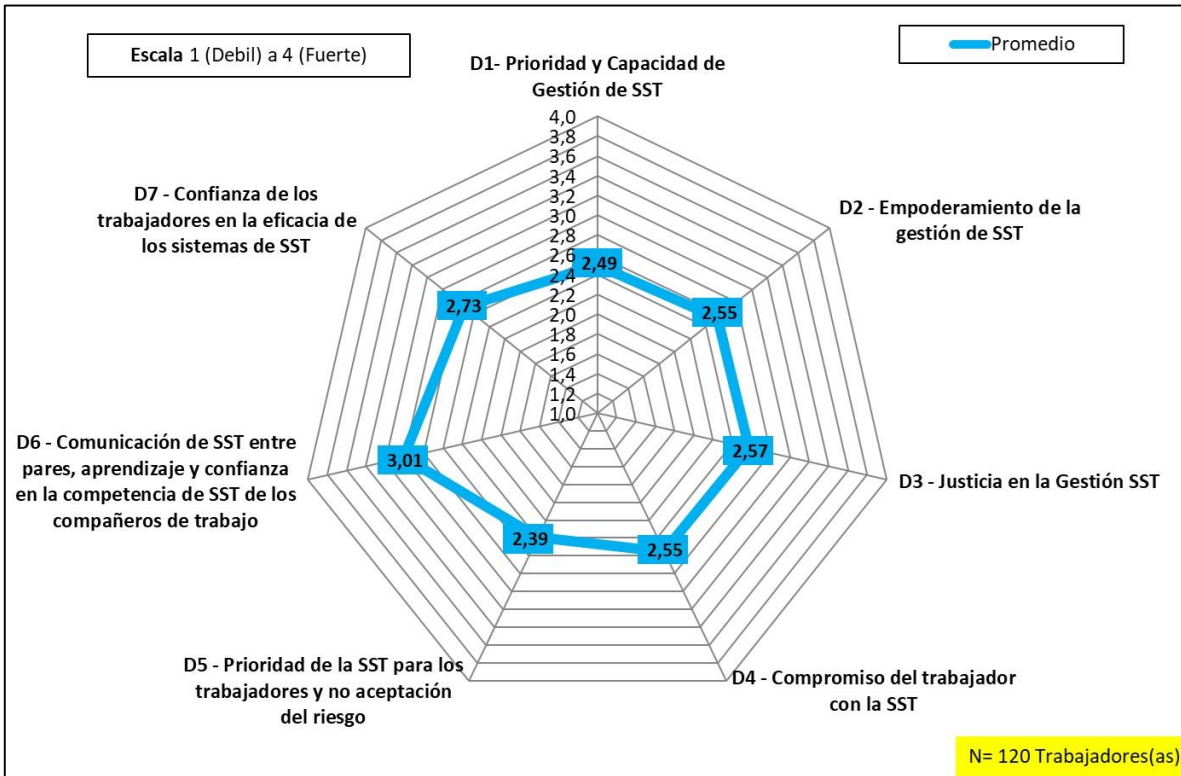 Escala 1 (Debil) a 4 (Fuerte)
Promedio
D1- Prioridad y Capacidad de
Gestión de SST
4,0
3,8
3,6
3,4
3,2
3,0
2,8
2,6
2,4
2,2
2,0
1,8
1,6
1,4
1,2
1,0
2,49
D2 - Empoderamiento de la
gestión de SST
2,55
D3 - Justicia en la Gestión SST
2,57
D4 - Compromiso del trabajador
con la SST
2,55
D5 - Prioridad de la SST para los
trabajadores y no aceptación
del riesgo
2,39
D6 - Comunicación de SST entre
pares, aprendizaje y confianza
en la competencia de SST de los
compañeros de trabajo
3,01
D7 - Confianza de los
trabajadores en la eficacia de
los sistemas de SST
2,73
N= 120 Trabajadores(as)